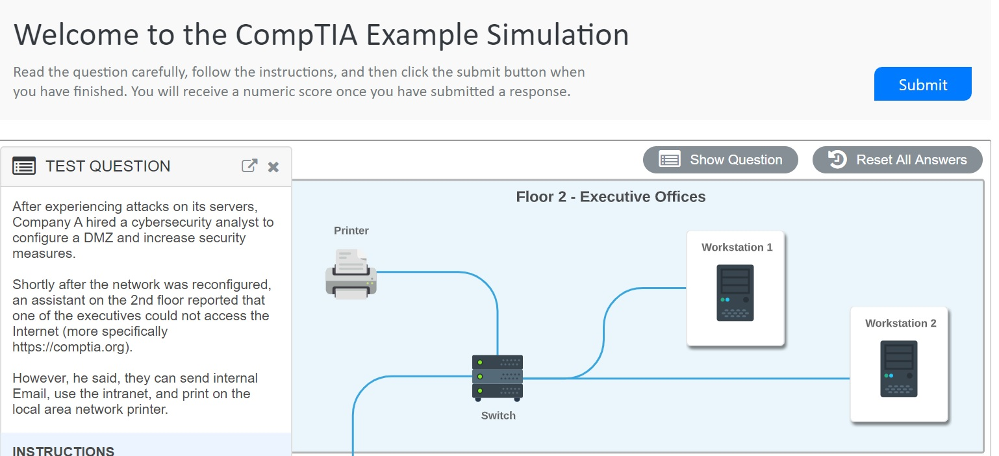 Welcome to the CompTIA Example Simulation
Read the question carefully, follow the instructions, and then click the submit button when
you have finished. You will receive a numeric score once you have submitted a response.
Submit
TEST QUESTION
Show Question
Reset All Answers
After experiencing attacks on its servers,
Company A hired a cybersecurity analyst to
configure a DMZ and increase security
measures.
Shortly after the network was reconfigured,
an assistant on the 2nd floor reported that
one of the executives could not access the
Internet (more specifically
https://comptia.org).
However, he said, they can send internal
Email, use the intranet, and print on the
local area network printer.
INSTRUCTIONS
Floor 2 - Executive Offices
Printer
Workstation 1
Workstation 2
Switch